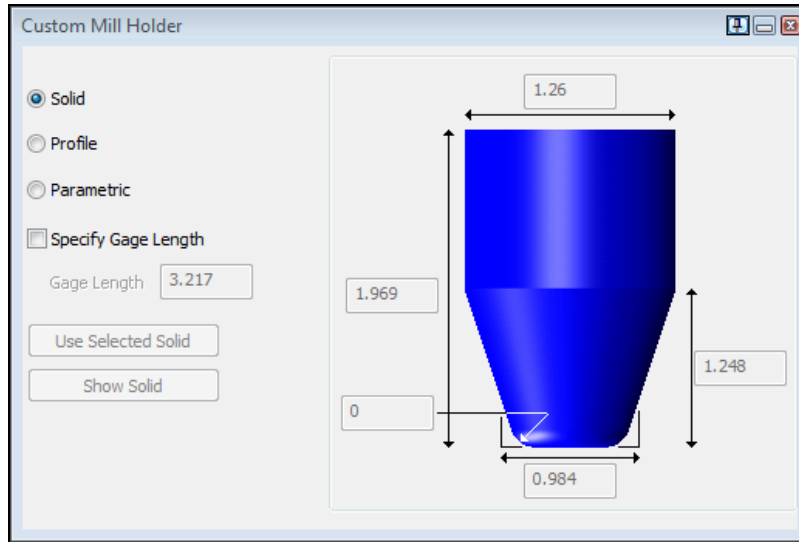 Custom Mill Holder
Solid
Profile
Parametric
Specify Gage Length
Gage Length 3.217
Use Selected Solid
Show Solid
1.26
1.969
1.248
0
0.984